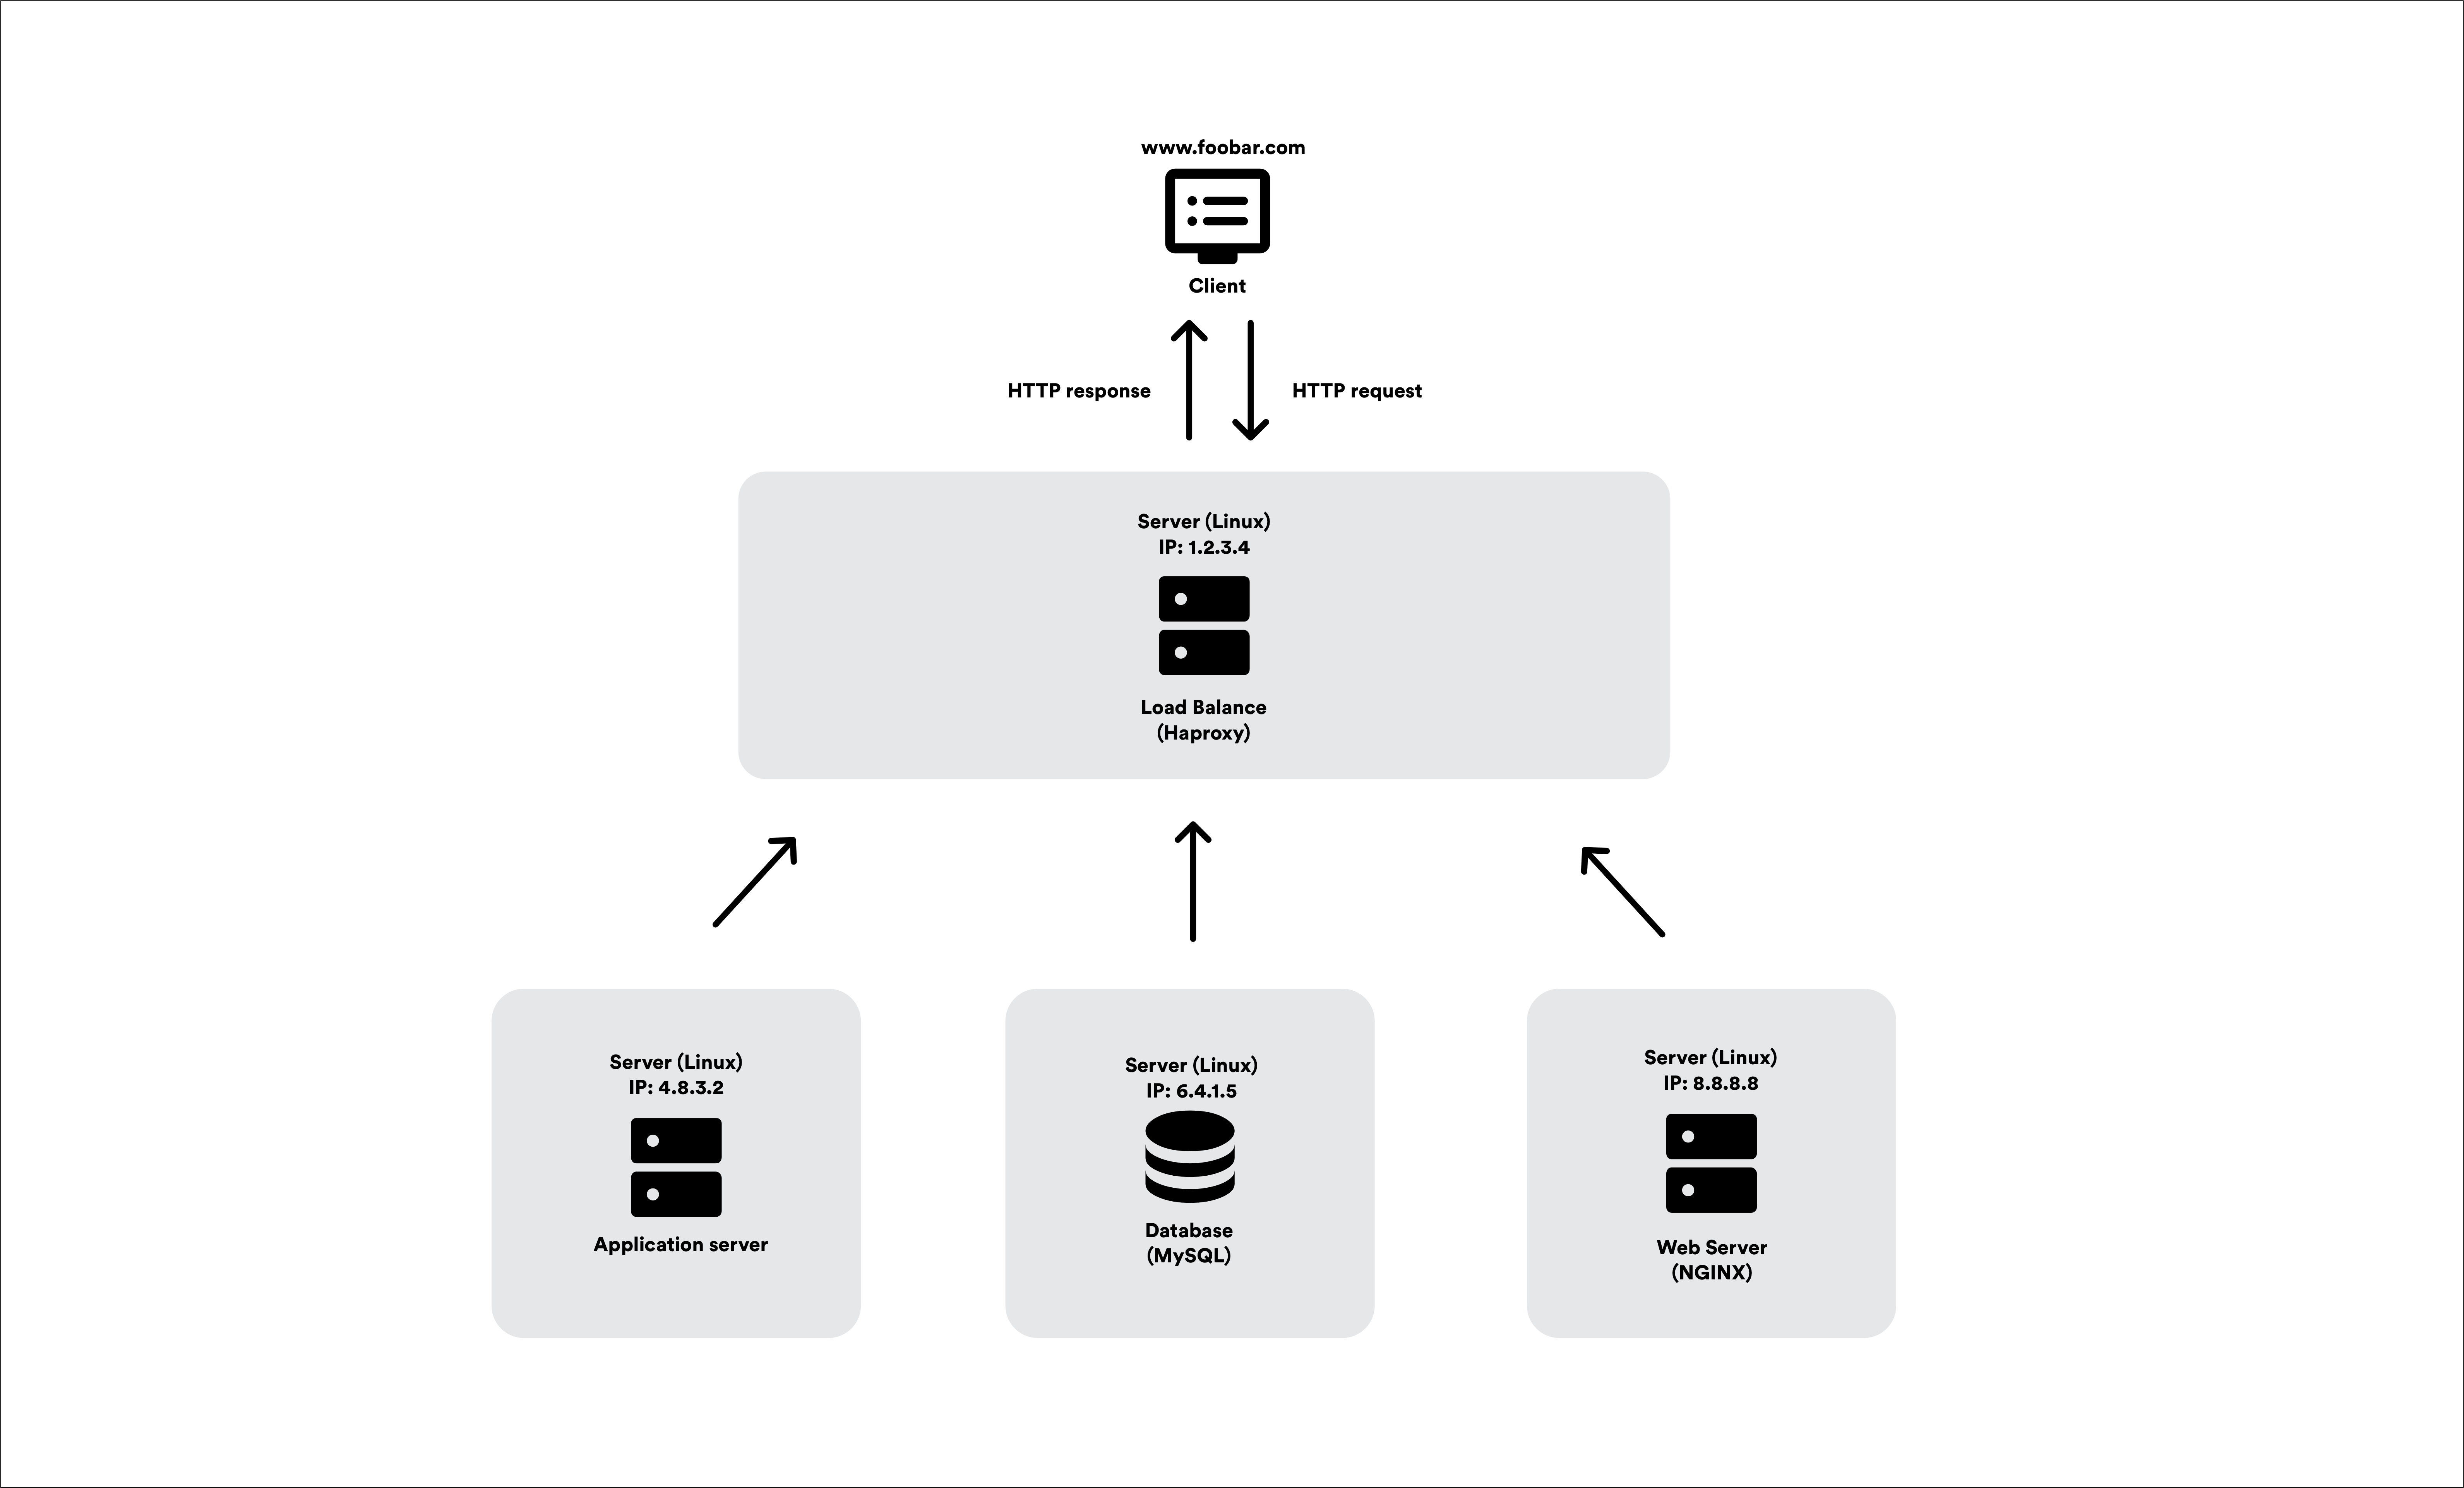 www.foobar.com
Client
HTTP response
HTTP request
Server (Linux)
IP: 1.2.3.4
Load Balance
(Haproxy)
Server (Linux)
IP: 4.8.3.2
Application server
Server (Linux)
IP: 6.4.1.5
Database
(MySQL)
Server (Linux)
IP: 8.8.8.8
Web Server
(NGINX)